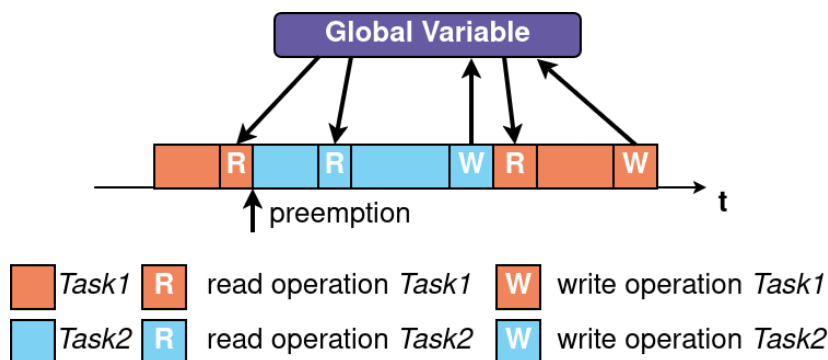 Global Variable
R R W R W
t
preemption
Task1 R read operation Task1 W write operation Task1
Task2 R read operation Task2 W write operation Task2